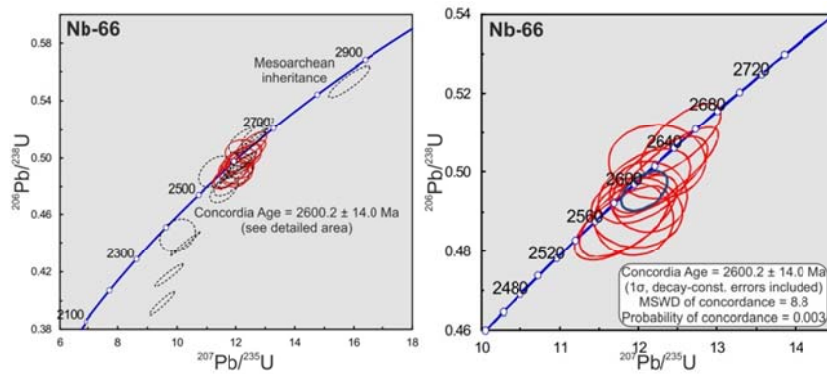 Nb-66
0.58
0.54
0.50
0.46
0.42
0.38
206Pb/238U
2900
Mesoarchean
inheritance
2700
2500
2300
2100
Concordia Age = 2600.2 ± 14.0 Ma
(see detailed area)
6
8
10
12
14
16
18
207Pb/235U
Nb-66
0.54
0.52
0.50
0.48
0.46
206Pb/238U
2720
2680
2640
2600
2560
2520
2480
Concordia Age = 2600.2 ± 14.0 Ma
(1σ, decay-const. errors included)
MSWD of concordance = 8.8
Probability of concordance = 0.003
10
11
12
13
14
207Pb/235U